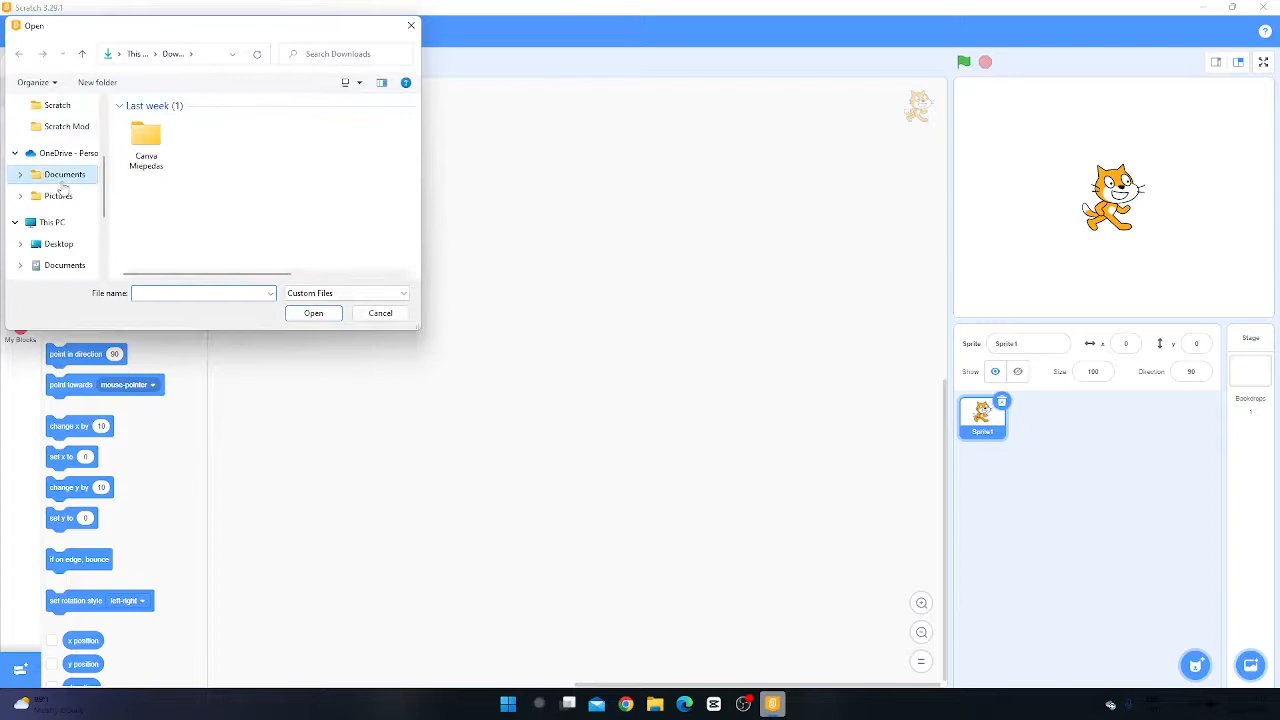 Scratch 3.29.1
Open
This ... > Dow... >
Search Downloads
Organize
New folder
Scratch
Scratch Mod
OneDrive - Perso
Documents
Pictures
This PC
Desktop
Documents
Last week (1)
Canva
Miepedas
File name:
Custom Files
Open
Cancel
My Blocks
point in direction 90
point towards mouse-pointer
change x by 10
set x to 0
change y by 10
set y to 0
if on edge, bounce
set rotation style left-right
x position
y position
Sprite Sprite1 x 0 y 0
Show Size 100 Direction 90
Sprite1
Stage
Backdrops
1